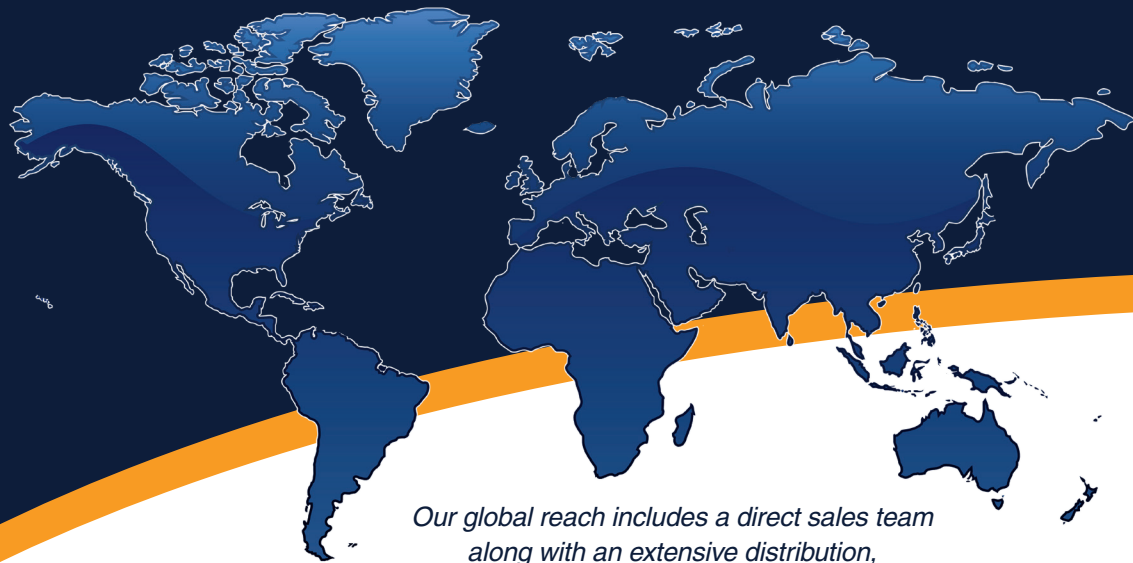 Our global reach includes a direct sales team
along with an extensive distribution,